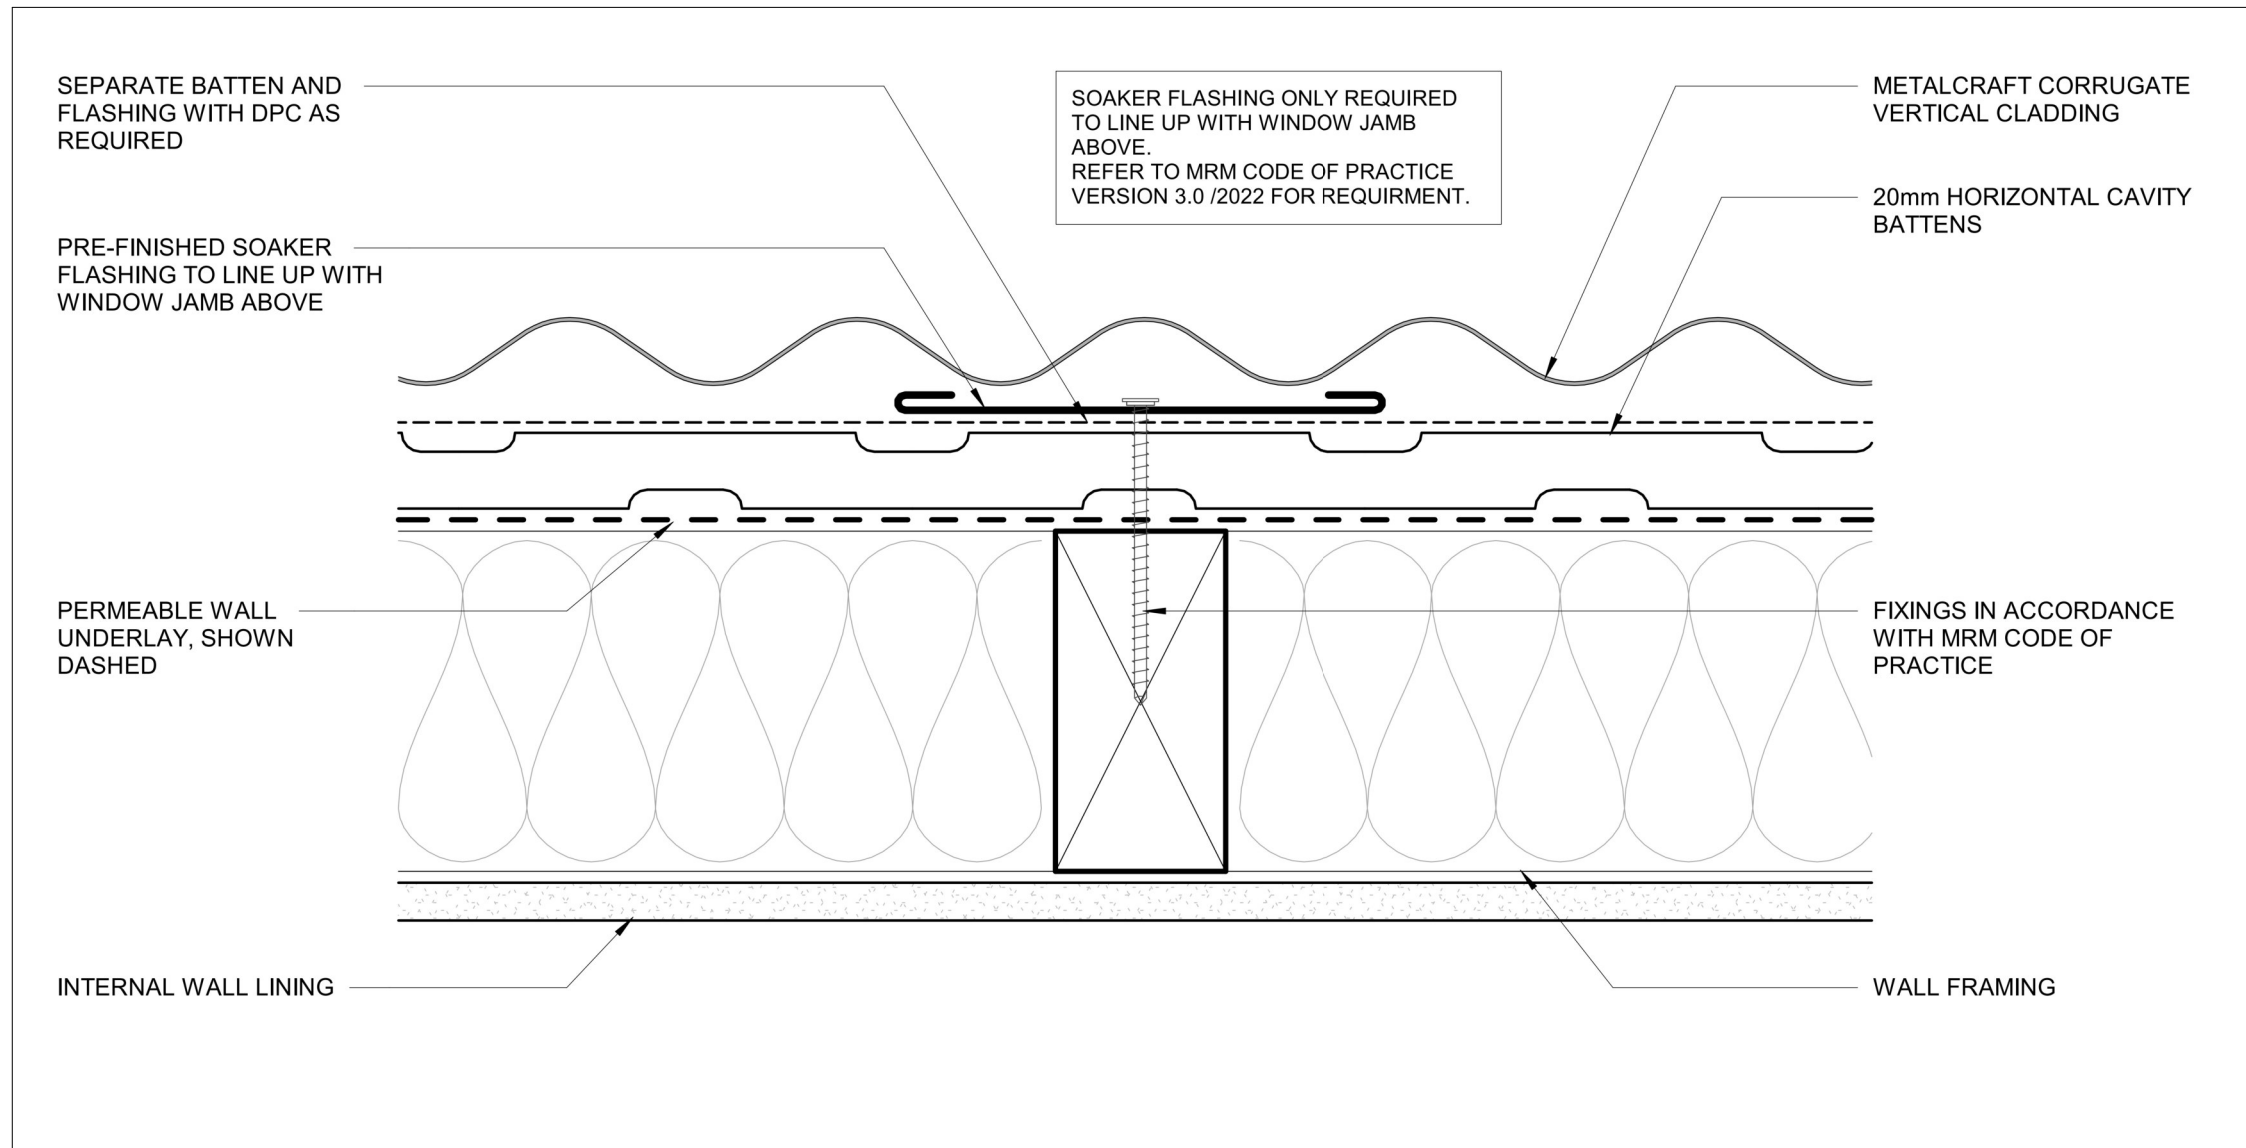 SEPARATE BATTEN AND
FLASHING WITH DPC AS
REQUIRED
PRE-FINISHED SOAKER
FLASHING TO LINE UP WITH
WINDOW JAMB ABOVE
SOAKER FLASHING ONLY REQUIRED
TO LINE UP WITH WINDOW JAMB
ABOVE.
REFER TO MRM CODE OF PRACTICE
VERSION 3.0 /2022 FOR REQUIRMENT.
METALCRAFT CORRUGATE
VERTICAL CLADDING
20mm HORIZONTAL CAVITY
BATTENS
PERMEABLE WALL
UNDERLAY, SHOWN
DASHED
FIXINGS IN ACCORDANCE
WITH MRM CODE OF
PRACTICE
INTERNAL WALL LINING
WALL FRAMING